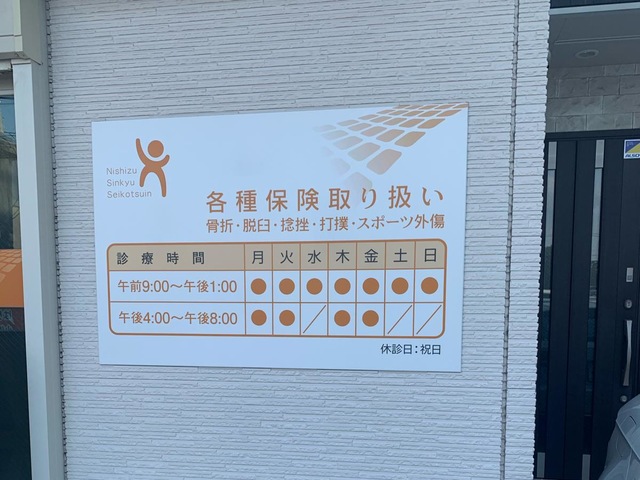 Nishizu
Sinkyu
Seikotsuin
各種保険取り扱い
骨折・脱臼・捻挫・打撲・スポーツ外傷
診療時間 月 火 水 木 金 土 日
午前9:00〜午後1:00 ● ● ● ● ● ● ●
午後4:00〜午後8:00 ● ● ／ ● ● ／ ／
休診日：祝日